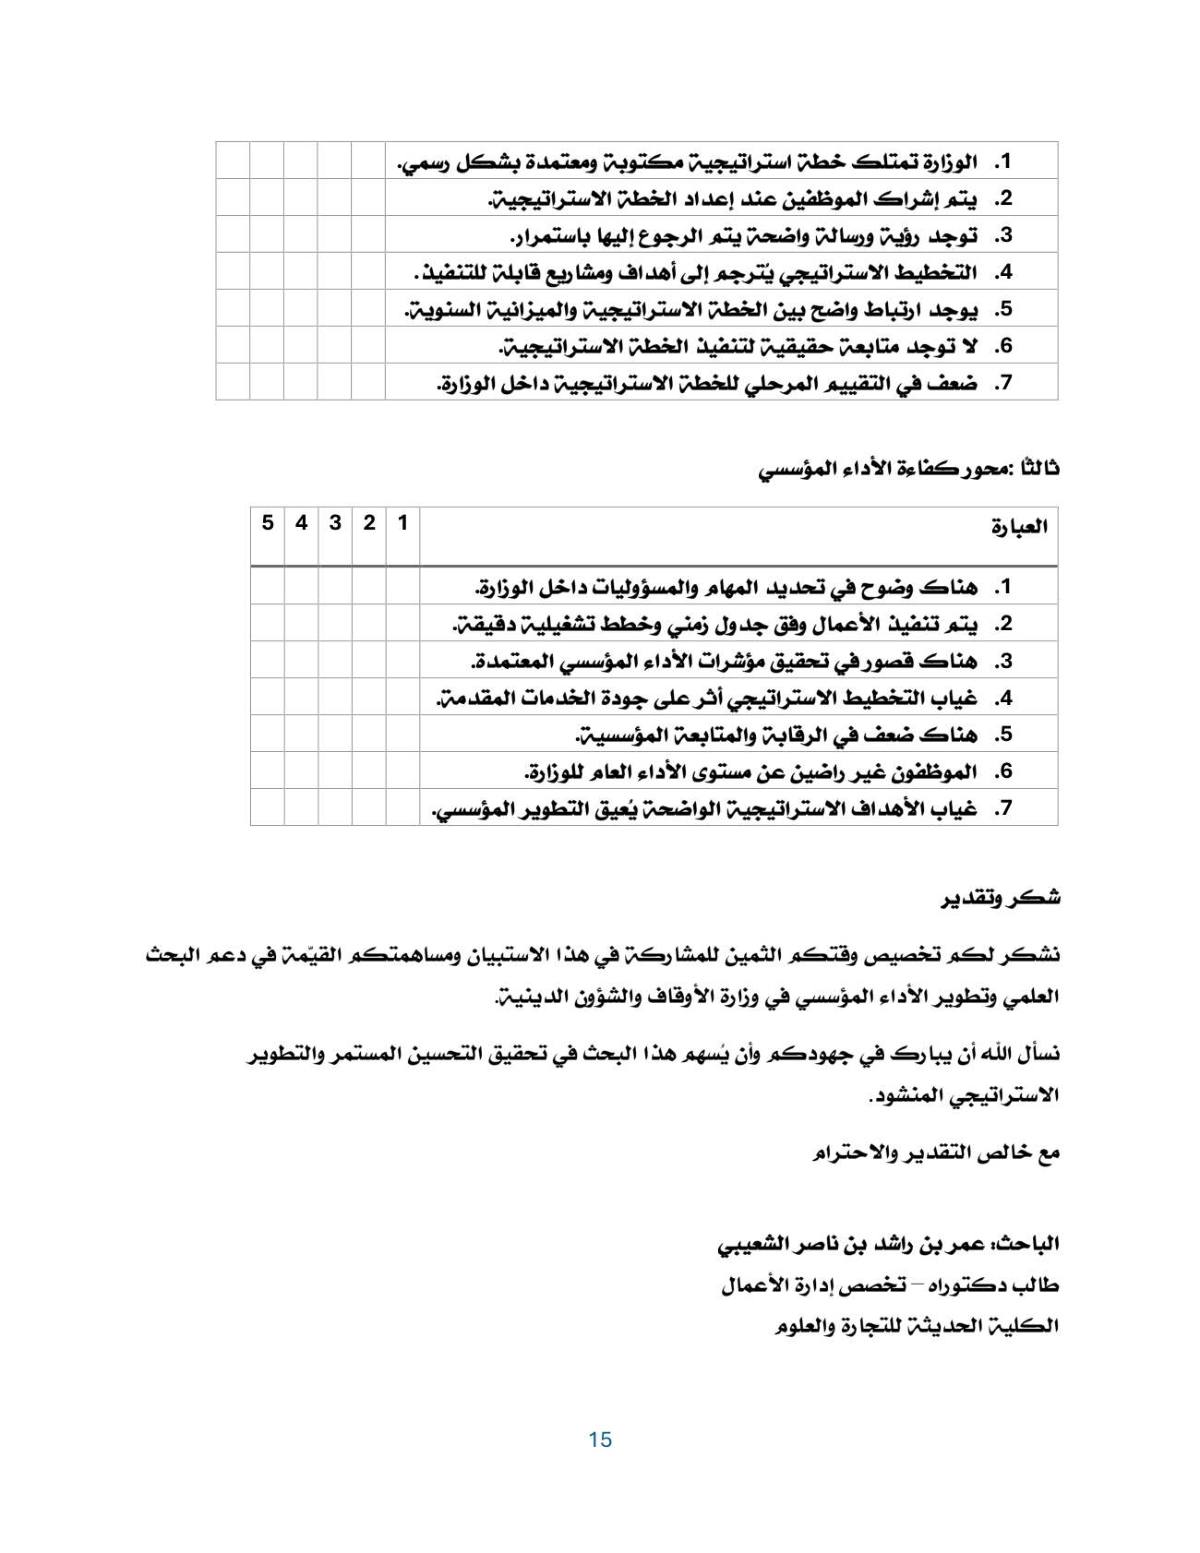 1. الوزارة تمتلك خطة استراتيجية مكتوبة ومعتمدة بشكل رسمي.
2. يتم إشراك الموظفين عند إعداد الخطة الاستراتيجية.
3. توجد رؤية ورسالة واضحة يتم الرجوع إليها باستمرار.
4. التخطيط الاستراتيجي يُترجم إلى أهداف ومشاريع قابلة للتنفيذ.
5. يوجد ارتباط واضح بين الخطة الاستراتيجية والميزانية السنوية.
6. لا توجد متابعة حقيقية لتنفيذ الخطة الاستراتيجية.
7. ضعف في التقييم المرحلي للخطة الاستراتيجية داخل الوزارة.
ثالثًا :محور كفاءة الأداء المؤسسي
العبارة 1 2 3 4 5
1. هناك وضوح في تحديد المهام والمسؤوليات داخل الوزارة.
2. يتم تنفيذ الأعمال وفق جدول زمني وخطط تشغيلية دقيقة.
3. هناك قصور في تحقيق مؤشرات الأداء المؤسسي المعتمدة.
4. غياب التخطيط الاستراتيجي أثر على جودة الخدمات المقدمة.
5. هناك ضعف في الرقابة والمتابعة المؤسسية.
6. الموظفون غير راضين عن مستوى الأداء العام للوزارة.
7. غياب الأهداف الاستراتيجية الواضحة يُعيق التطوير المؤسسي.
شكر وتقدير
نشكر لكم تخصيص وقتكم الثمين للمشاركة في هذا الاستبيان ومساهمتكم القيّمة في دعم البحث
العلمي وتطوير الأداء المؤسسي في وزارة الأوقاف والشؤون الدينية.
نسأل الله أن يبارك في جهودكم وأن يُسهم هذا البحث في تحقيق التحسين المستمر والتطوير
الاستراتيجي المنشود.
مع خالص التقدير والاحترام
الباحث: عمر بن راشد بن ناصر الشعيبي
طالب دكتوراه – تخصص إدارة الأعمال
الكلية الحديثة للتجارة والعلوم
15